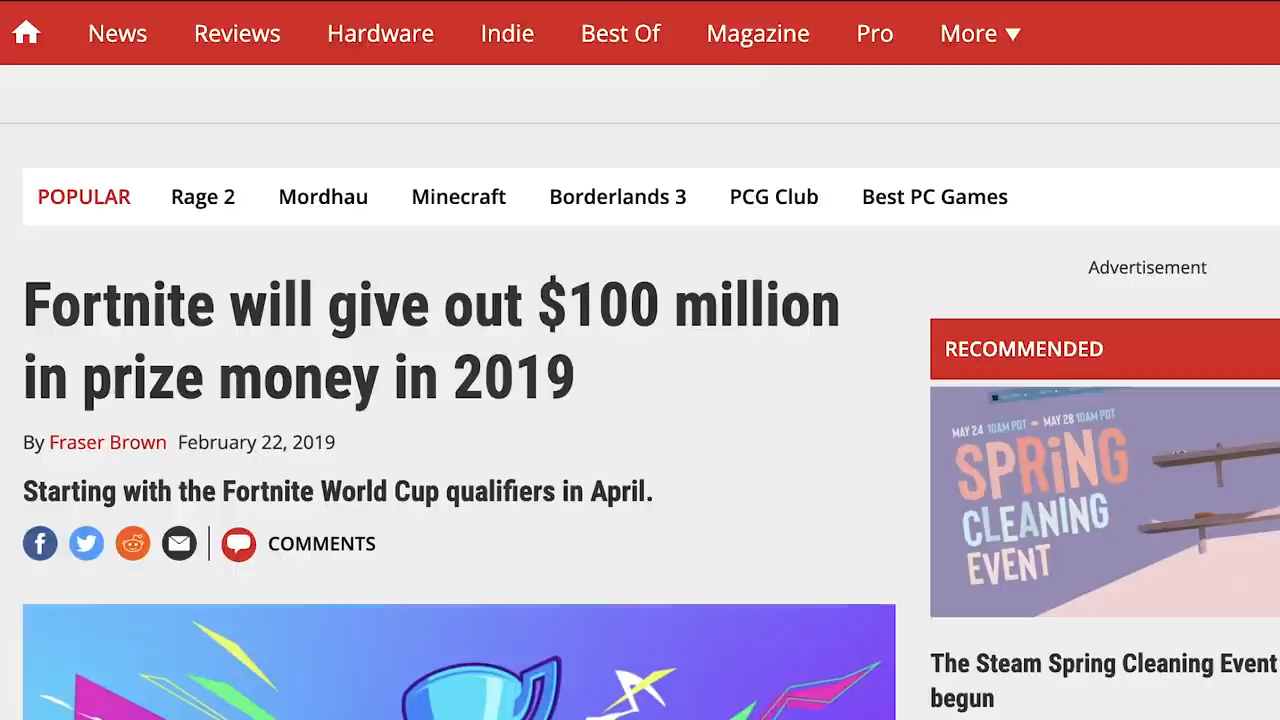 News Reviews Hardware Indie Best Of Magazine Pro More
POPULAR Rage 2 Mordhau Minecraft Borderlands 3 PCG Club Best PC Games
Advertisement
Fortnite will give out $100 million
in prize money in 2019
By Fraser Brown February 22, 2019
Starting with the Fortnite World Cup qualifiers in April.
COMMENTS
RECOMMENDED
MAY 24 10AM PDT - MAY 28 10AM PDT
SPRiNG
CLEANING
EVENT
The Steam Spring Cleaning Event
begun